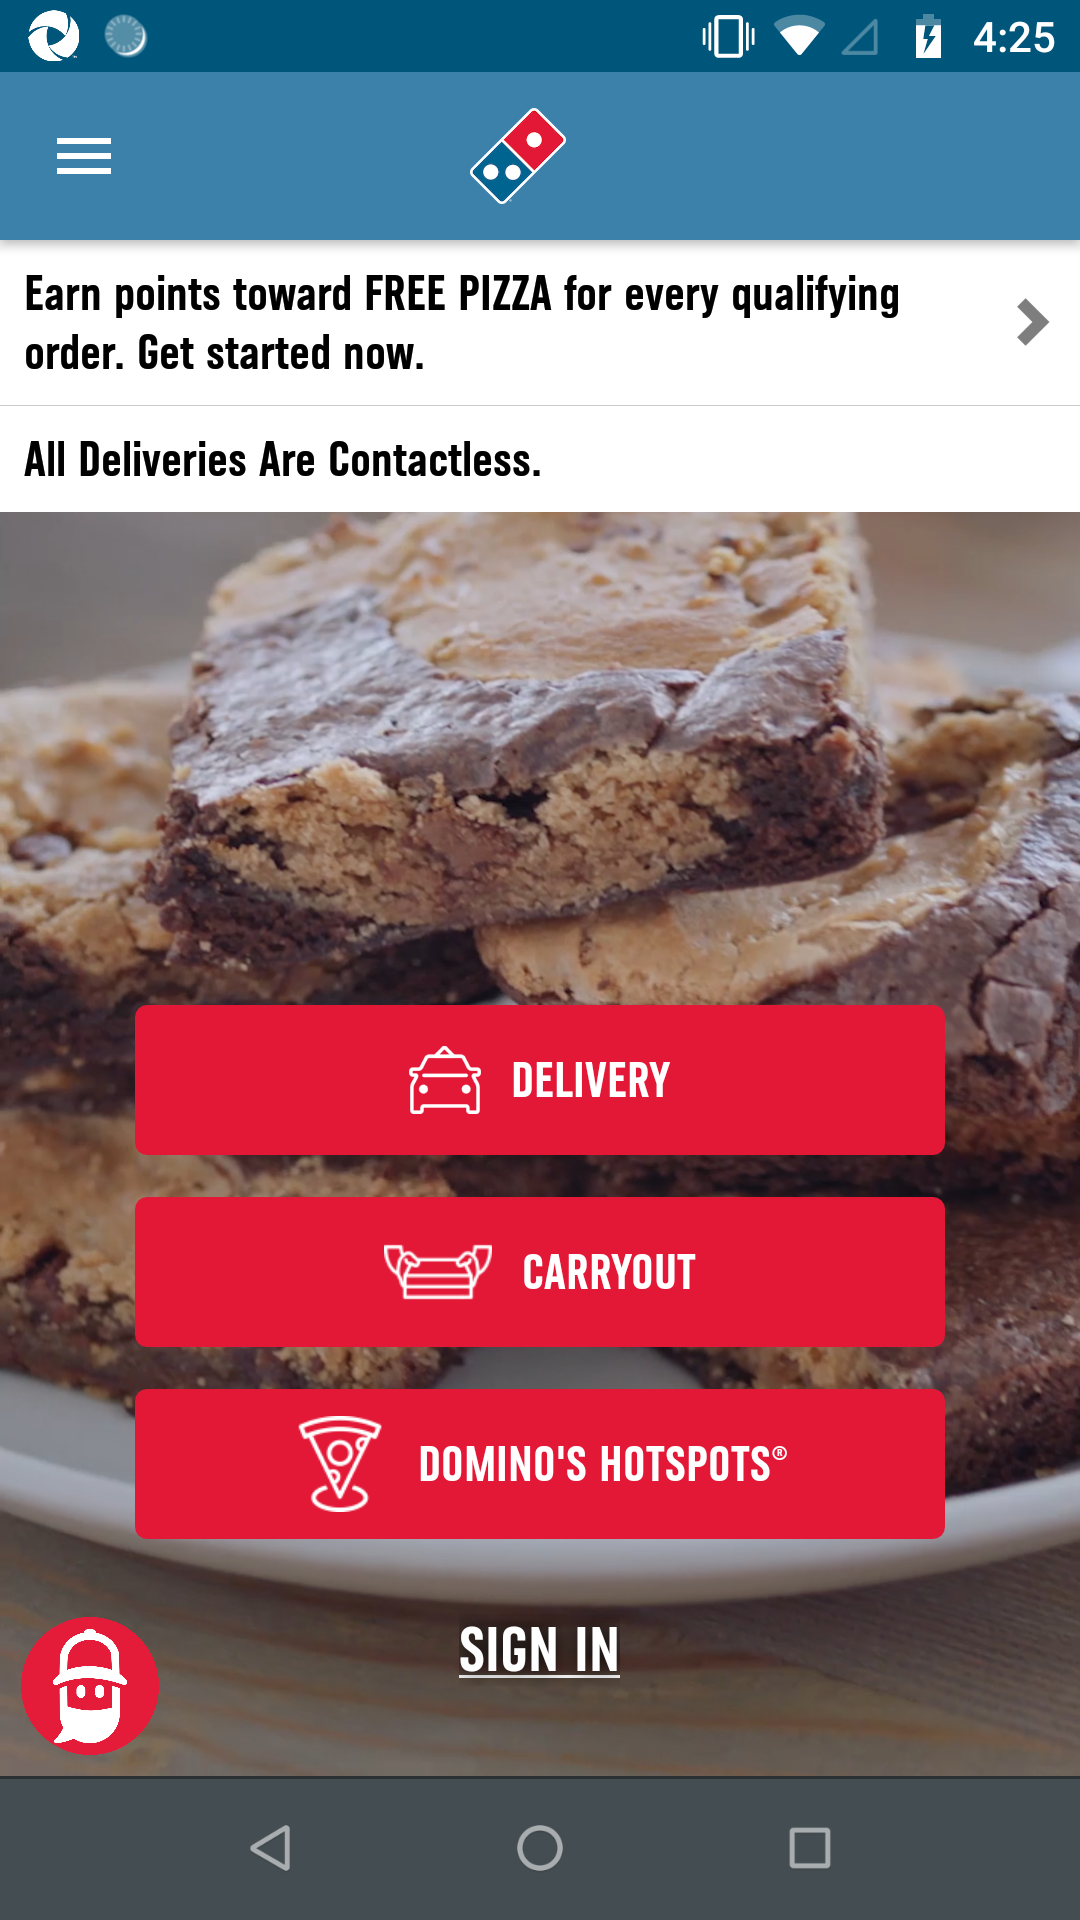 4:25
Earn points toward FREE PIZZA for every qualifying
order. Get started now.
All Deliveries Are Contactless.
DELIVERY
CARRYOUT
DOMINO'S HOTSPOTS®
SIGN IN